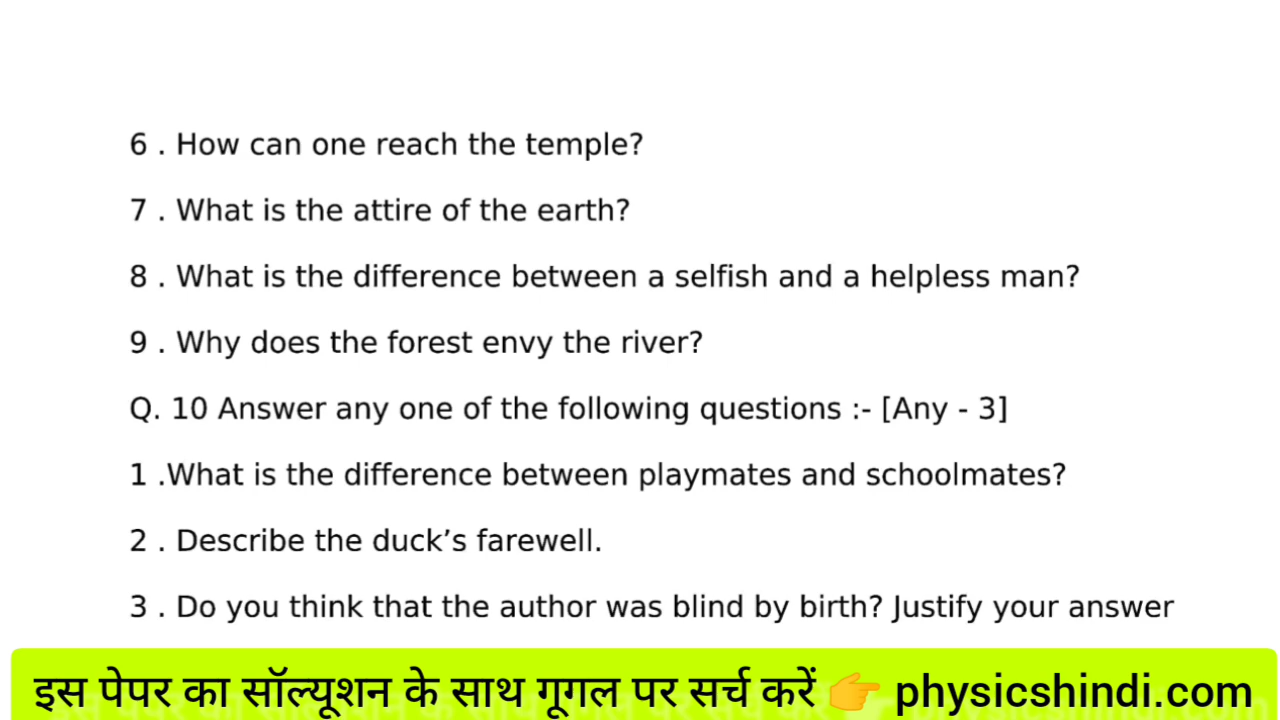 6 . How can one reach the temple?
7 . What is the attire of the earth?
8 . What is the difference between a selfish and a helpless man?
9 . Why does the forest envy the river?
Q. 10 Answer any one of the following questions :- [Any - 3]
1 .What is the difference between playmates and schoolmates?
2 . Describe the duck’s farewell.
3 . Do you think that the author was blind by birth? Justify your answer
इस पेपर का सॉल्यूशन के साथ गूगल पर सर्च करें 👉 physicshindi.com